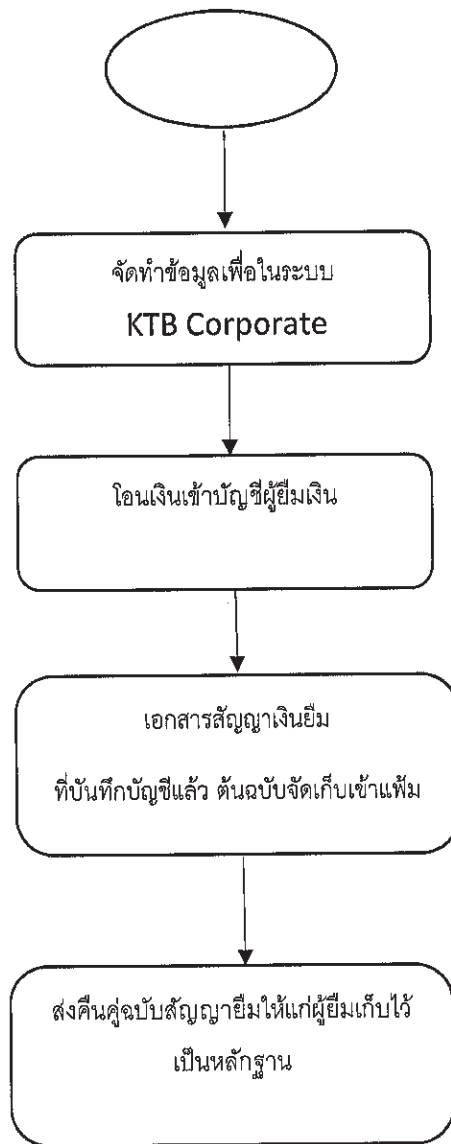 จัดทำข้อมูลเพื่อในระบบ
KTB Corporate
โอนเงินเข้าบัญชีผู้ยืมเงิน
เอกสารสัญญาเงินยืม
ที่บันทึกบัญชีแล้ว ต้นฉบับจัดเก็บเข้าแฟ้ม
ส่งคืนคู่ฉบับสัญญายืมให้แก่ผู้ยืมเก็บไว้
เป็นหลักฐาน